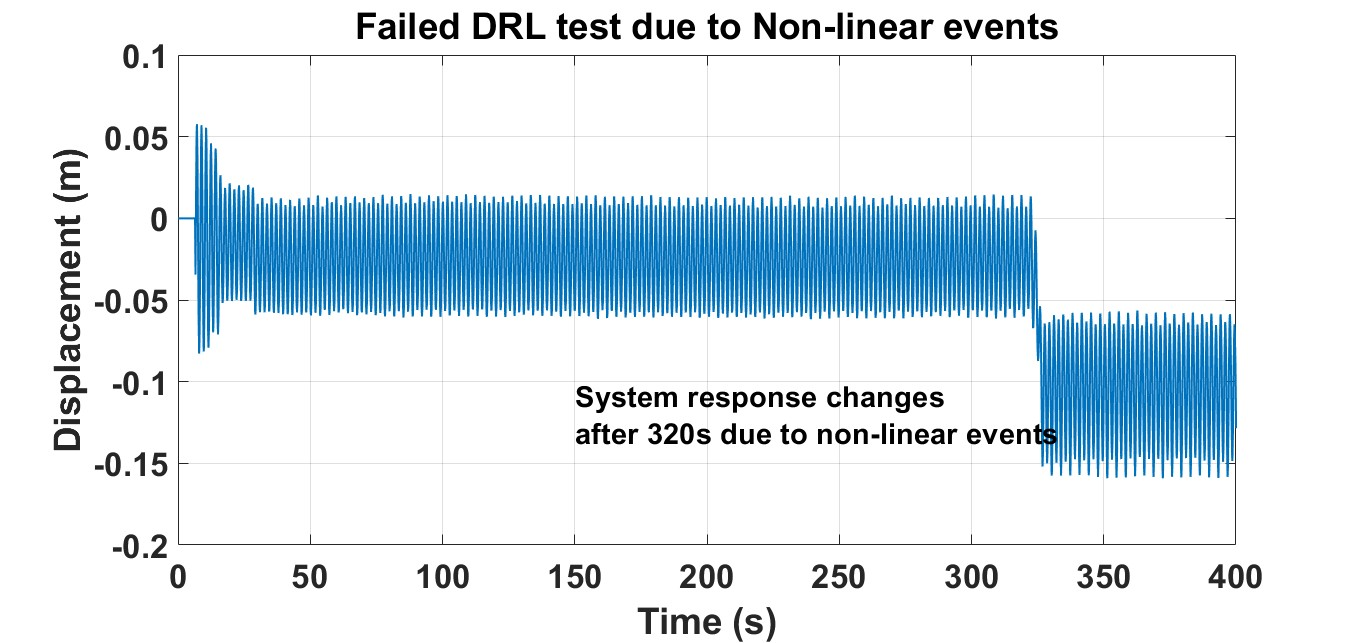 Failed DRL test due to Non-linear events
0.1
0.05
0
-0.05
-0.1
-0.15
-0.2
Displacement (m)
System response changes
after 320s due to non-linear events
0 50 100 150 200 250 300 350 400
Time (s)